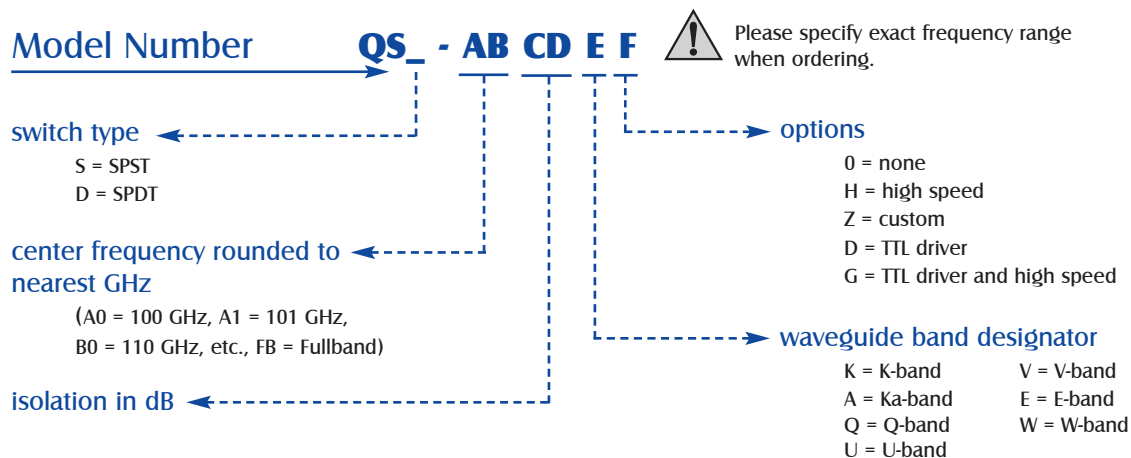 Model Number QS_ - AB CD E F
Please specify exact frequency range
when ordering.
switch type
S = SPST
D = SPDT
center frequency rounded to
nearest GHz
(A0 = 100 GHz, A1 = 101 GHz,
B0 = 110 GHz, etc., FB = Fullband)
isolation in dB
options
0 = none
H = high speed
Z = custom
D = TTL driver
G = TTL driver and high speed
waveguide band designator
K = K-band V = V-band
A = Ka-band E = E-band
Q = Q-band W = W-band
U = U-band